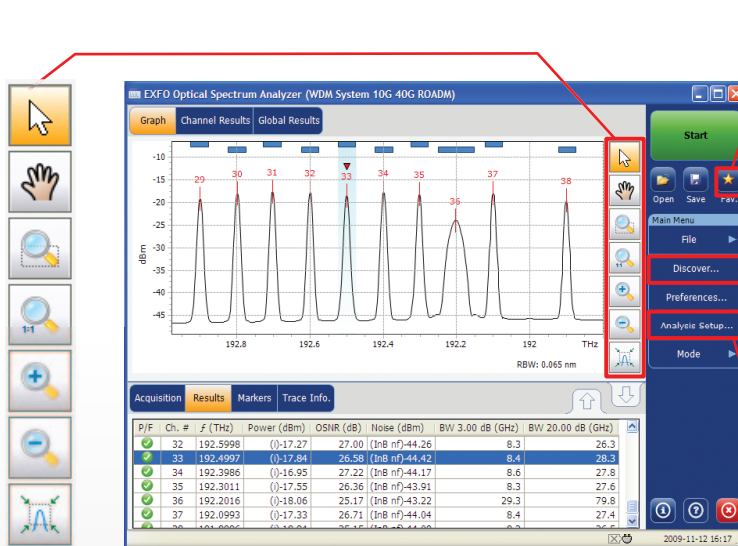 EXFO Optical Spectrum Analyzer (WDM System 10G 40G ROADM)
Graph Channel Results Global Results
Start
Open Save Fav.
Main Menu
File
Discover...
Preferences...
Analysis Setup...
Mode
29 30 31 32 33 34 35 36 37 38
-10
-15
-20
-25
-30
-35
-40
-45
dBm
192.8 192.6 192.4 192.2 192 THz
RBW: 0.065 nm
1:1
1:1
Acquisition Results Markers Trace Info.
P/F Ch. # f (THz) Power (dBm) OSNR (dB) Noise (dBm) BW 3.00 dB (GHz) BW 20.00 dB (GHz)
32 192.5998 (i)-17.27 27.00 (InB nf)-44.26 8.3 26.3
33 192.4997 (i)-17.84 26.58 (InB nf)-44.42 8.4 28.3
34 192.3986 (i)-16.95 27.22 (InB nf)-44.17 8.6 27.8
35 192.3011 (i)-17.55 26.36 (InB nf)-43.91 8.3 27.6
36 192.2016 (i)-18.06 25.17 (InB nf)-43.22 29.3 79.8
37 192.0993 (i)-17.33 26.71 (InB nf)-44.04 8.4 27.4
2009-11-12 16:17